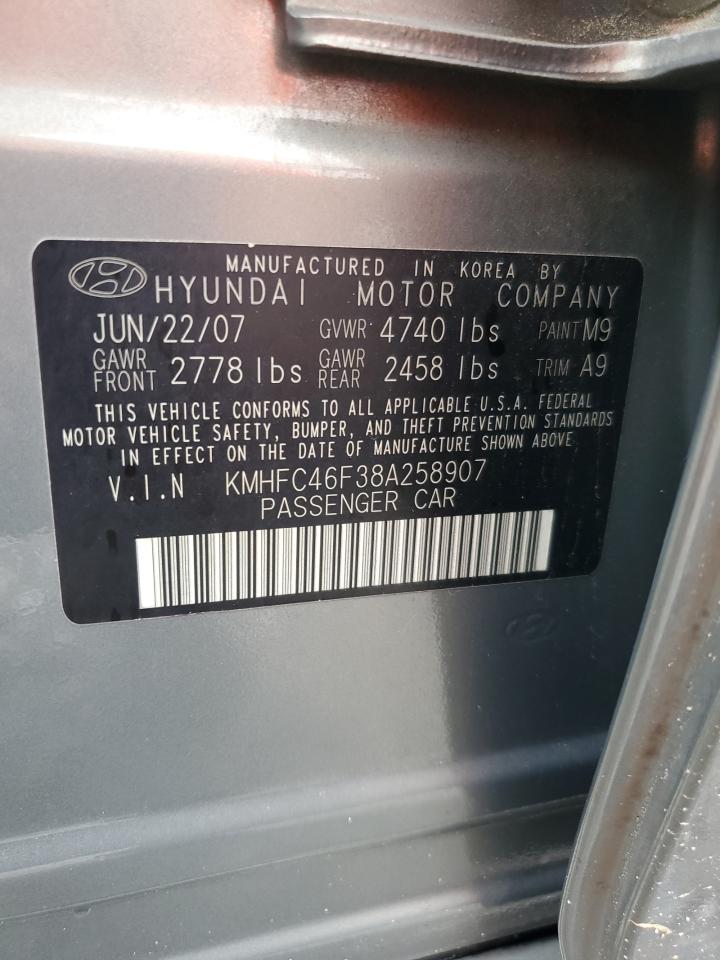 MANUFACTURED IN KOREA BY
HYUNDAI MOTOR COMPANY
JUN/22/07 GVWR 4740 lbs PAINT M9
GAWR FRONT 2778 lbs GAWR REAR 2458 lbs TRIM A9
THIS VEHICLE CONFORMS TO ALL APPLICABLE U.S.A. FEDERAL
MOTOR VEHICLE SAFETY, BUMPER, AND THEFT PREVENTION STANDARDS
IN EFFECT ON THE DATE OF MANUFACTURE SHOWN ABOVE.
V.I.N KMHFC46F38A258907
PASSENGER CAR